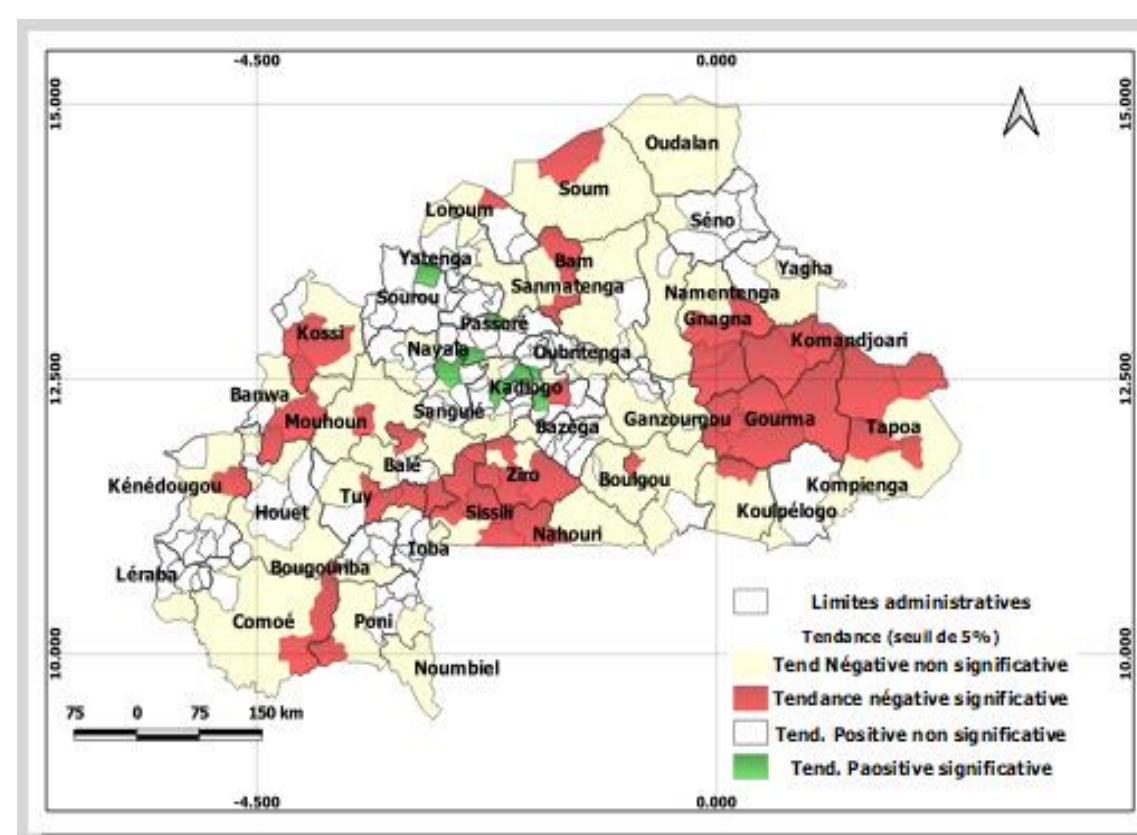 -4.500 0.000
15.000 15.000
Oudalan
Soum
Loroum
Séno
Yatenga
Bam
Yagha
Sanmatenga
Sourou
Namentenga
Passoré
Gnagna
Kossi
Komandjoari
Nayala
Oubritenga
12.500 12.500
Kadiogo
Banwa
Sanguié
Mouhoun
Bazéga
Ganzourgou
Gourma
Tapoa
Balé
Ziro
Boulgou
Kénédougou
Kompienga
Tuy
Houet
Sissili
Koulpélogo
Nahouri
Ioba
Bougouriba
Léraba
Limites administratives
Comoé
Poni
Tendance (seuil de 5%)
10.000 10.000
Noumbiel
Tend Négative non significative
Tendance négative significative
75 0 75 150 km
Tend. Positive non significative
Tend. Paositive significative
-4.500 0.000